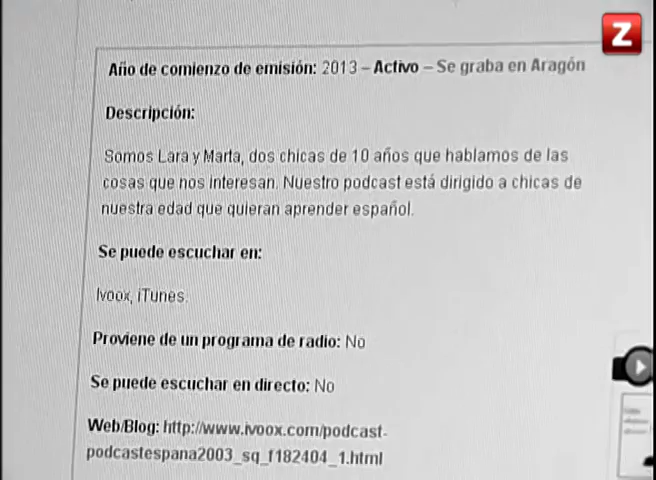 Z
Año de comienzo de emisión: 2013 – Activo – Se graba en Aragón
Descripción:
Somos Lara y Marta, dos chicas de 10 años que hablamos de las
cosas que nos interesan. Nuestro podcast está dirigido a chicas de
nuestra edad que quieran aprender español.
Se puede escuchar en:
Ivoox, iTunes.
Proviene de un programa de radio: No
Se puede escuchar en directo: No
Web/Blog: http://www.ivoox.com/podcast-
podcastespana2003_sq_f182404_1.html